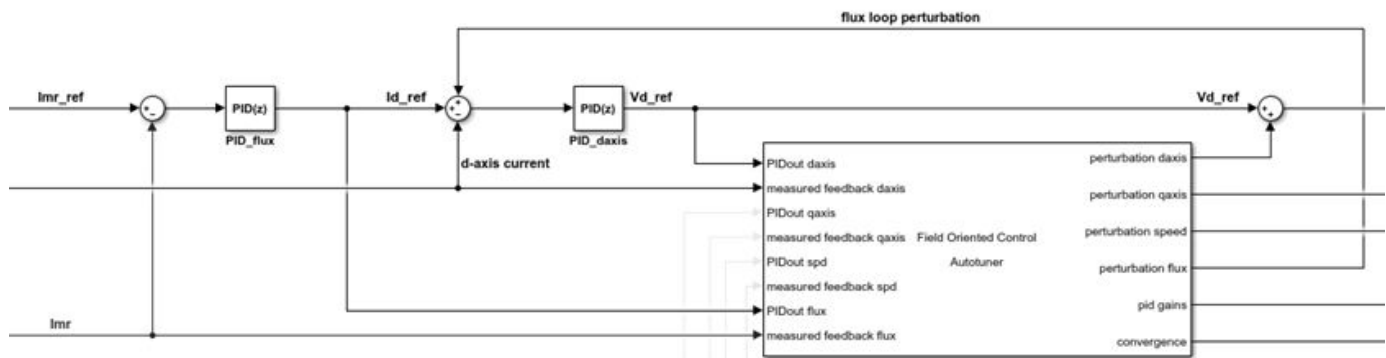 flux loop perturbation
Imr_ref
PID(z)
PID_flux
Id_ref
PID(z)
PID_daxis
Vd_ref
Vd_ref
d-axis current
Imr
PIDout daxis
measured feedback daxis
PIDout qaxis
measured feedback qaxis
PIDout spd
measured feedback spd
PIDout flux
measured feedback flux
Field Oriented Control
Autotuner
perturbation daxis
perturbation qaxis
perturbation speed
perturbation flux
pid gains
convergence